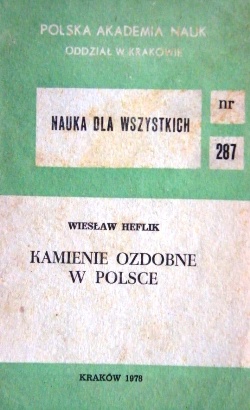 POLSKA AKADEMIA NAUK
ODDZIAŁ W KRAKOWIE
NAUKA DLA WSZYSTKICH
nr
287
WIESŁAW HEFLIK
KAMIENIE OZDOBNE
W POLSCE
KRAKÓW 1978